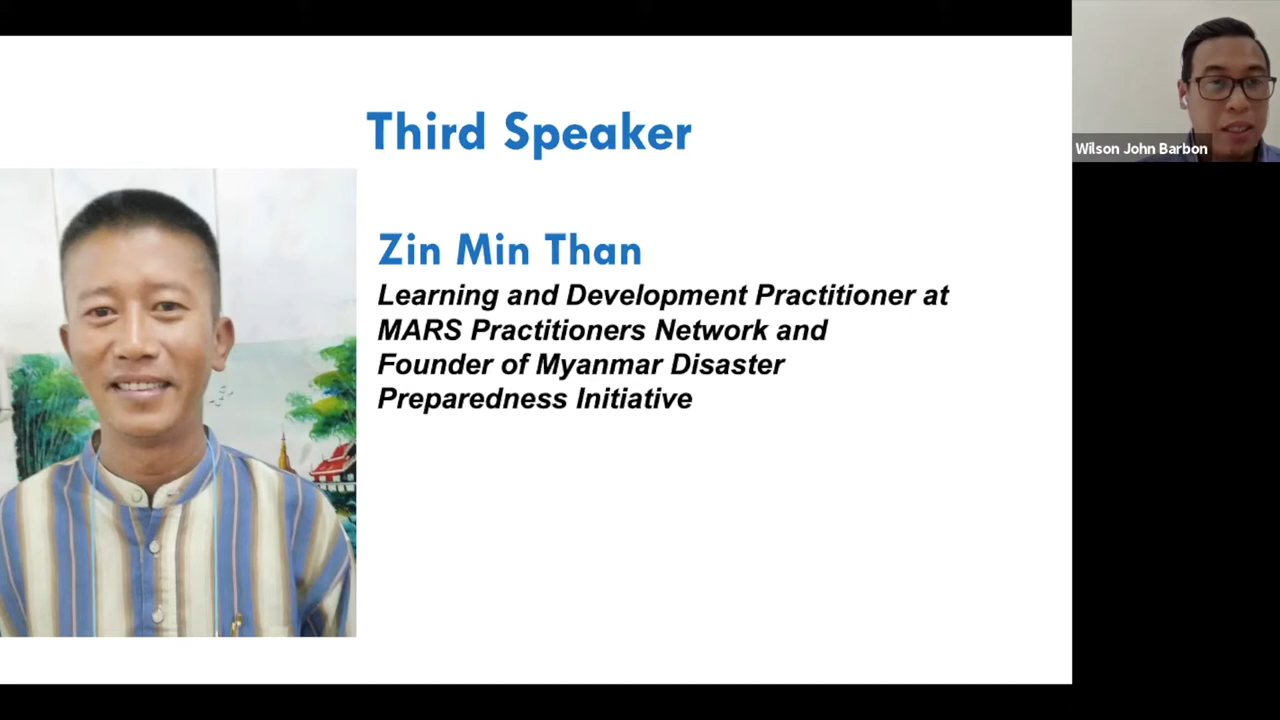 Third Speaker
Zin Min Than
Learning and Development Practitioner at
MARS Practitioners Network and
Founder of Myanmar Disaster
Preparedness Initiative
Wilson John Barbon